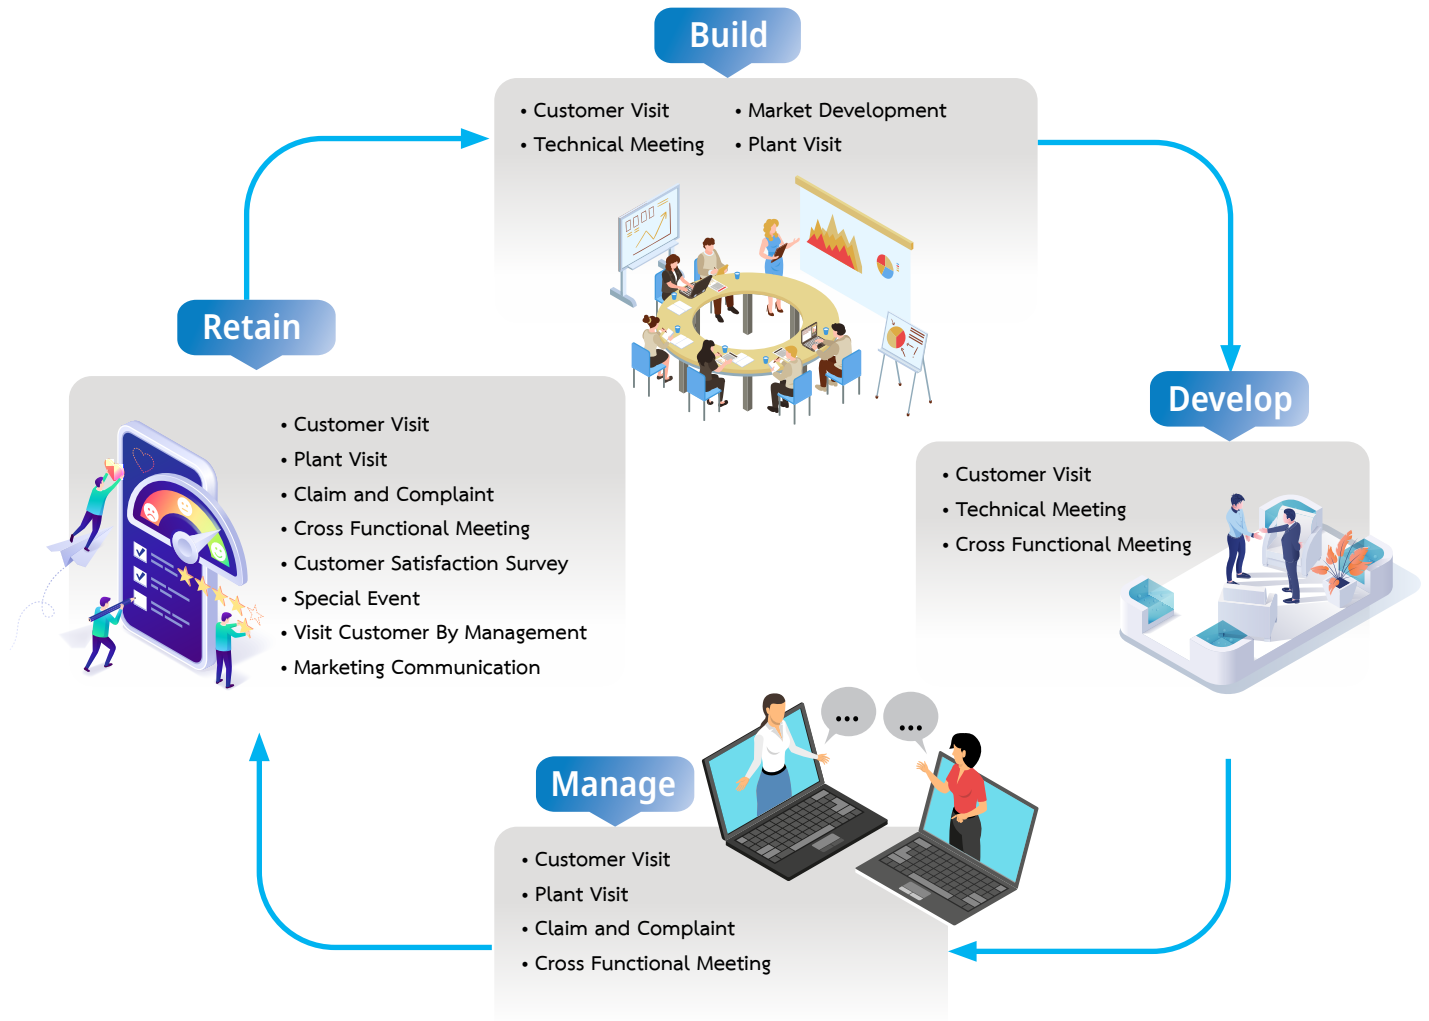 Build
• Customer Visit
• Technical Meeting
• Market Development
• Plant Visit
Develop
• Customer Visit
• Technical Meeting
• Cross Functional Meeting
Manage
• Customer Visit
• Plant Visit
• Claim and Complaint
• Cross Functional Meeting
Retain
• Customer Visit
• Plant Visit
• Claim and Complaint
• Cross Functional Meeting
• Customer Satisfaction Survey
• Special Event
• Visit Customer By Management
• Marketing Communication